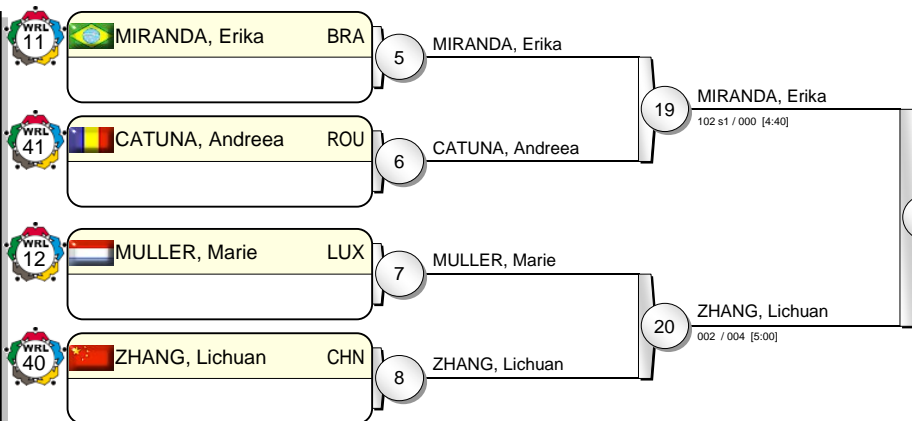 WRL
11
MIRANDA, Erika BRA
5
MIRANDA, Erika
19
MIRANDA, Erika
102 s1 / 000 [4:40]
WRL
41
CATUNA, Andreea ROU
6
CATUNA, Andreea
WRL
12
MULLER, Marie LUX
7
MULLER, Marie
20
ZHANG, Lichuan
002 / 004 [5:00]
WRL
40
ZHANG, Lichuan CHN
8
ZHANG, Lichuan